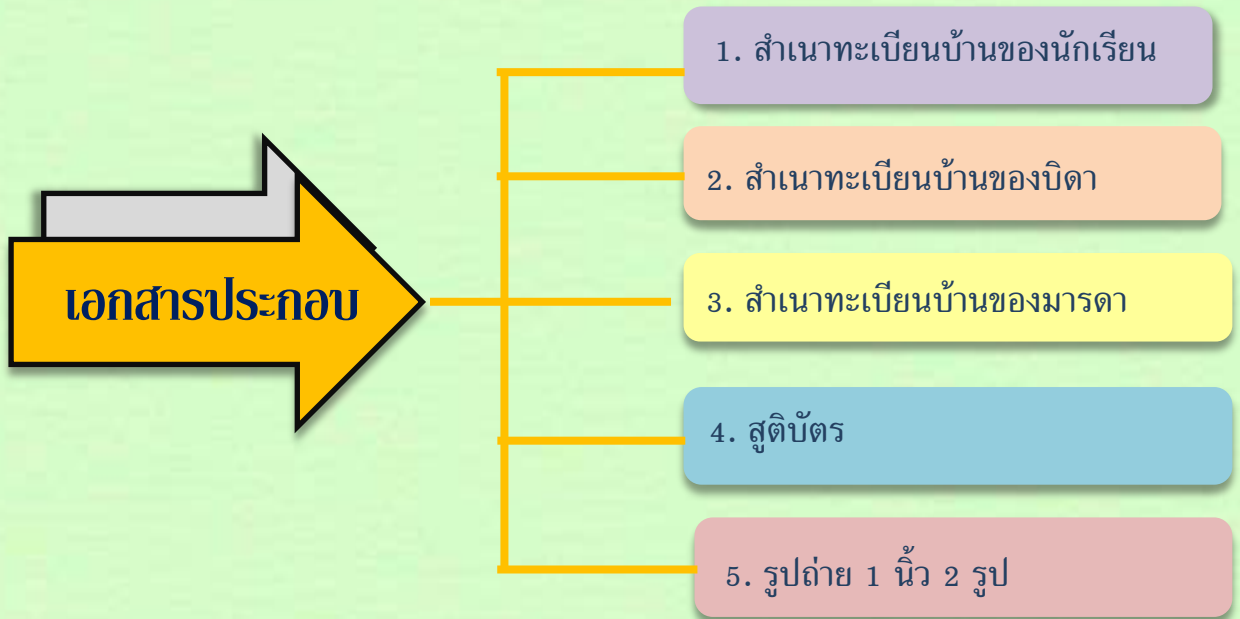 เอกสารประกอบ
1. สำเนาทะเบียนบ้านของนักเรียน
2. สำเนาทะเบียนบ้านของบิดา
3. สำเนาทะเบียนบ้านของมารดา
4. สูติบัตร
5. รูปถ่าย 1 นิ้ว 2 รูป